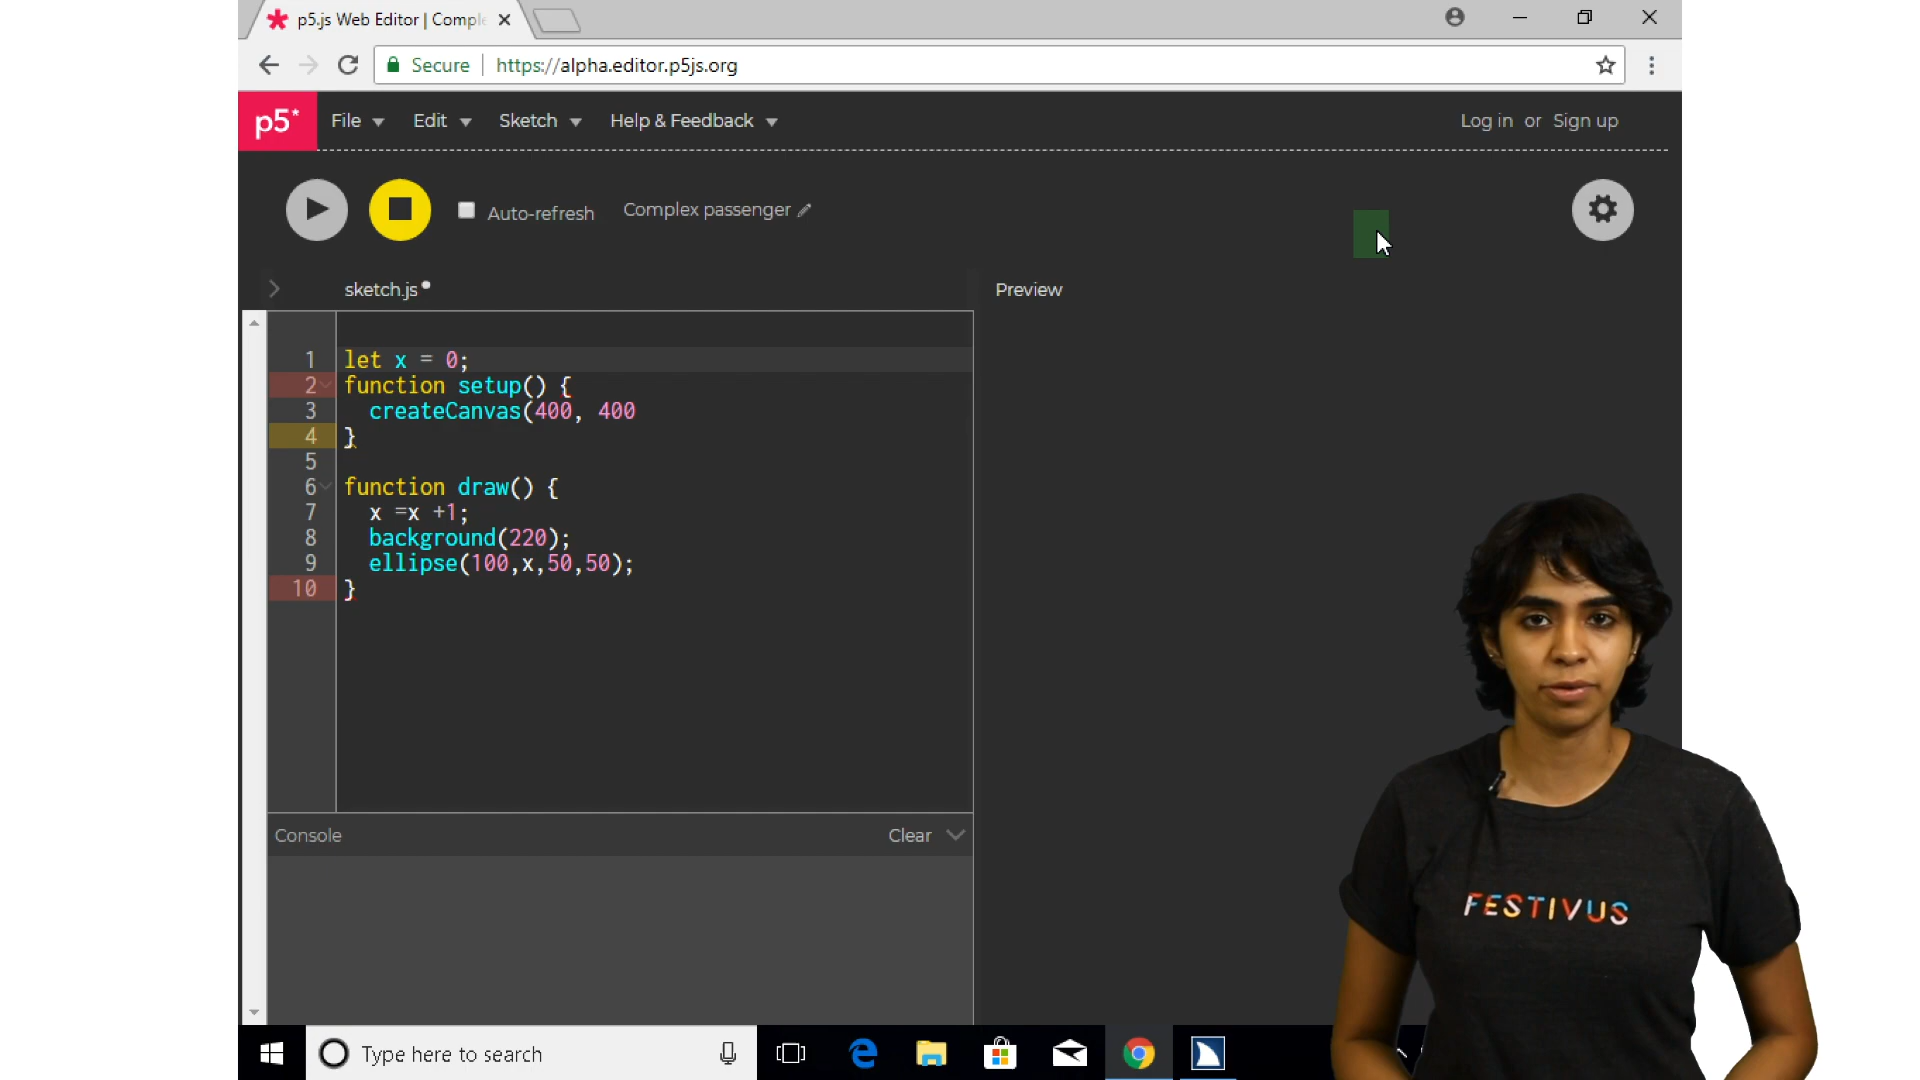 p5.js Web Editor | Comple
Secure https://alpha.editor.p5js.org
p5* File Edit Sketch Help & Feedback Log in or Sign up
Auto-refresh Complex passenger
sketch.js Preview
1 let x = 0;
2 function setup() {
3 createCanvas(400, 400
4 }
5
6 function draw() {
7 x =x +1;
8 background(220);
9 ellipse(100,x,50,50);
10 }
Console Clear
FESTIVUS
Type here to search